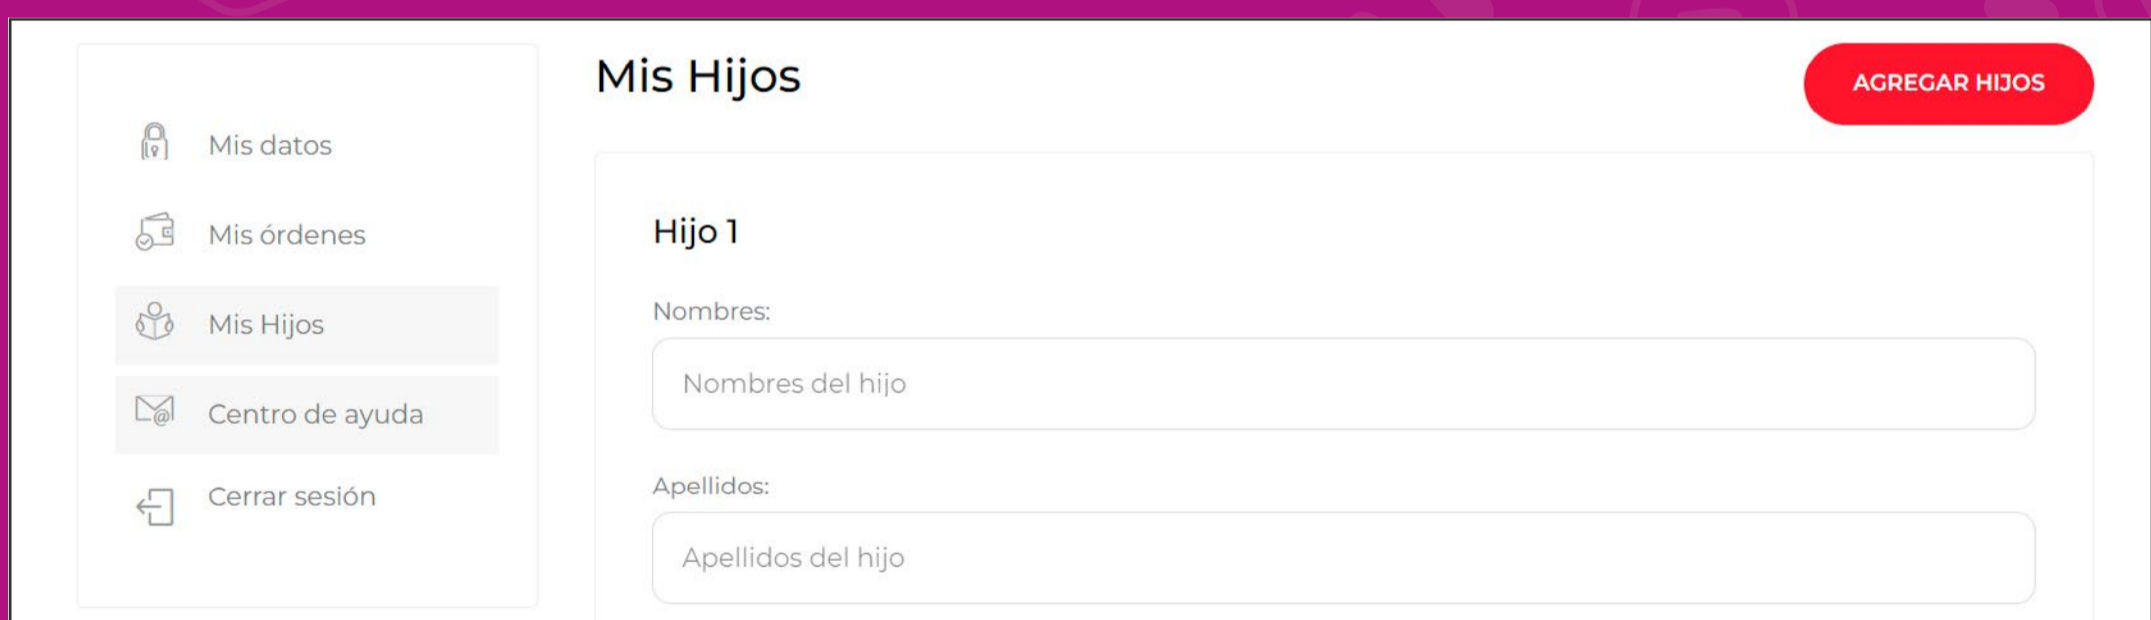 Mis datos
Mis órdenes
Mis Hijos
Centro de ayuda
Cerrar sesión
Mis Hijos
AGREGAR HIJOS
Hijo 1
Nombres:
Nombres del hijo
Apellidos:
Apellidos del hijo